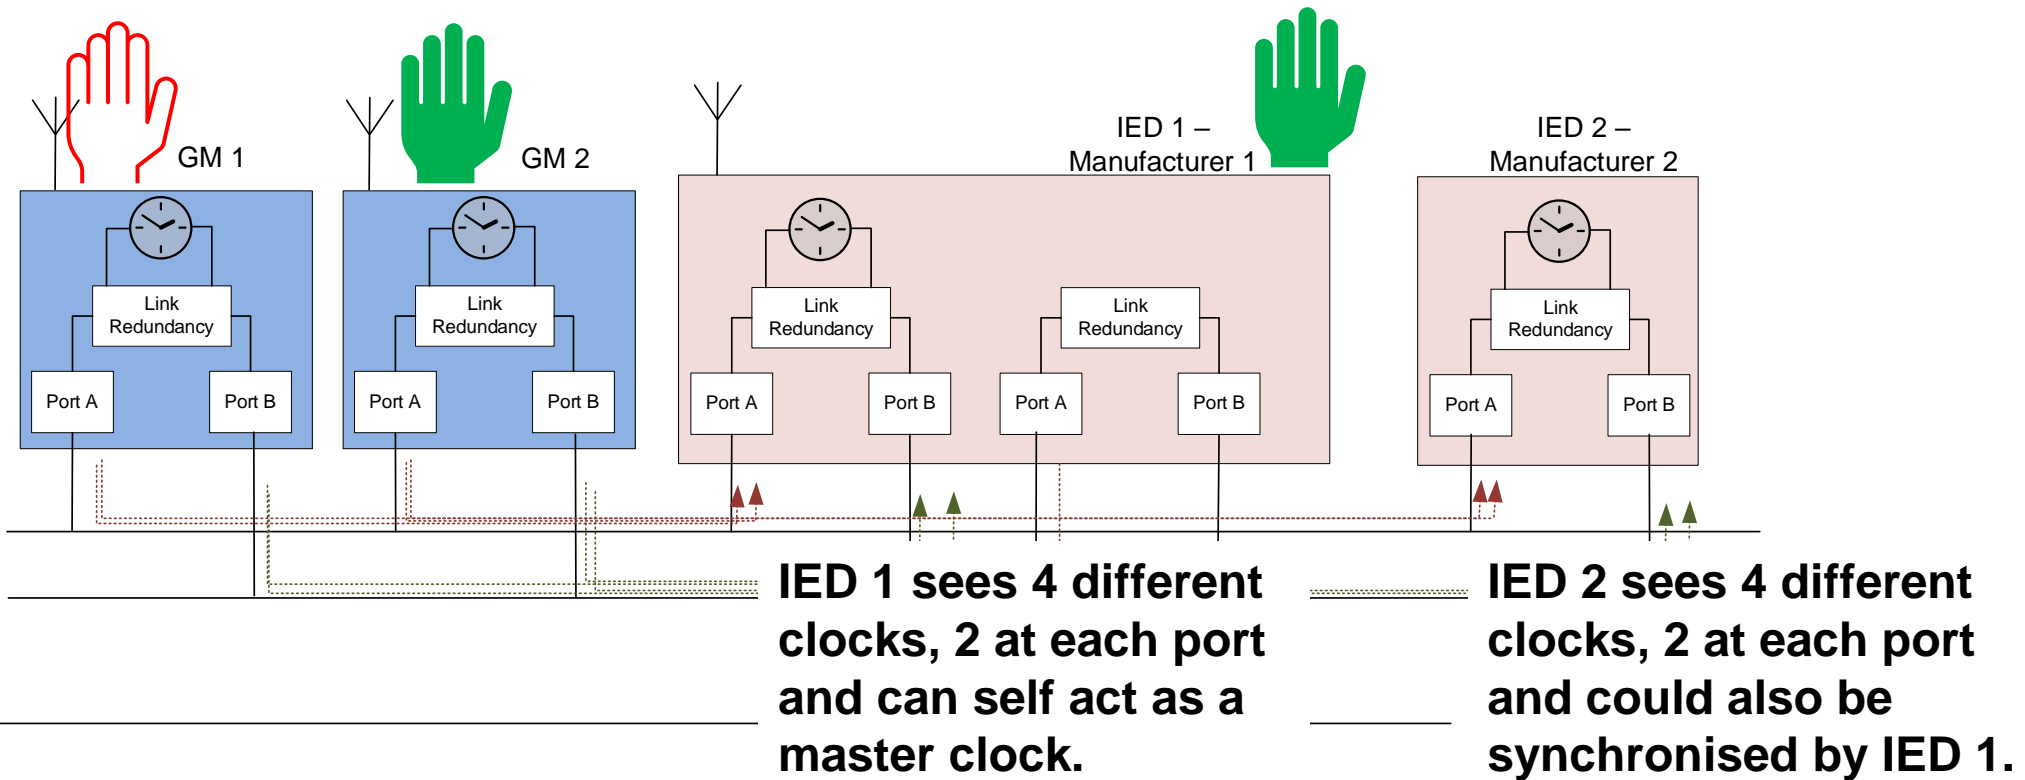 GM 1
GM 2
IED 1 –
Manufacturer 1
IED 2 –
Manufacturer 2
Link
Redundancy
Link
Redundancy
Link
Redundancy
Link
Redundancy
Link
Redundancy
Port A
Port B
Port A
Port B
Port A
Port B
Port A
Port B
Port A
Port B
IED 1 sees 4 different
clocks, 2 at each port
and can self act as a
master clock.
IED 2 sees 4 different
clocks, 2 at each port
and could also be
synchronised by IED 1.